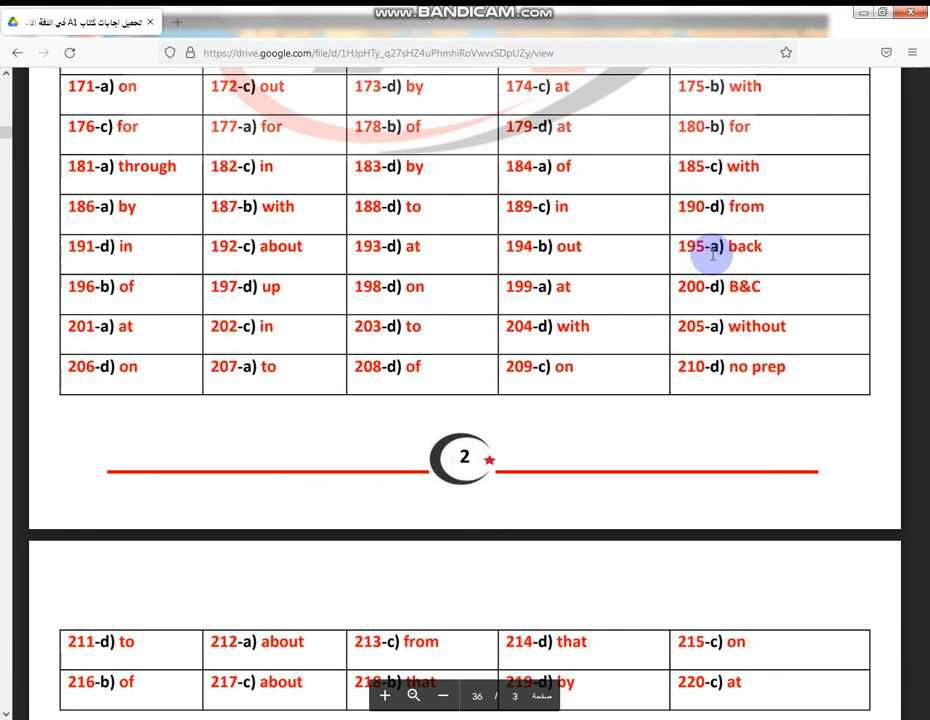 www.BANDICAM.com
تحميل اجابات كتاب A1 في اللغة الان
https://drive.google.com/file/d/1HJpHTy_q27sHZ4uPhmhiRoVwvxSDpUZy/view
171-a) on 172-c) out 173-d) by 174-c) at 175-b) with
176-c) for 177-a) for 178-b) of 179-d) at 180-b) for
181-a) through 182-c) in 183-d) by 184-a) of 185-c) with
186-a) by 187-b) with 188-d) to 189-c) in 190-d) from
191-d) in 192-c) about 193-d) at 194-b) out 195-a) back
196-b) of 197-d) up 198-d) on 199-a) at 200-d) B&C
201-a) at 202-c) in 203-d) to 204-d) with 205-a) without
206-d) on 207-a) to 208-d) of 209-c) on 210-d) no prep
2
211-d) to 212-a) about 213-c) from 214-d) that 215-c) on
216-b) of 217-c) about 218-b) that 219-d) by 220-c) at
صفحة 3 / 36